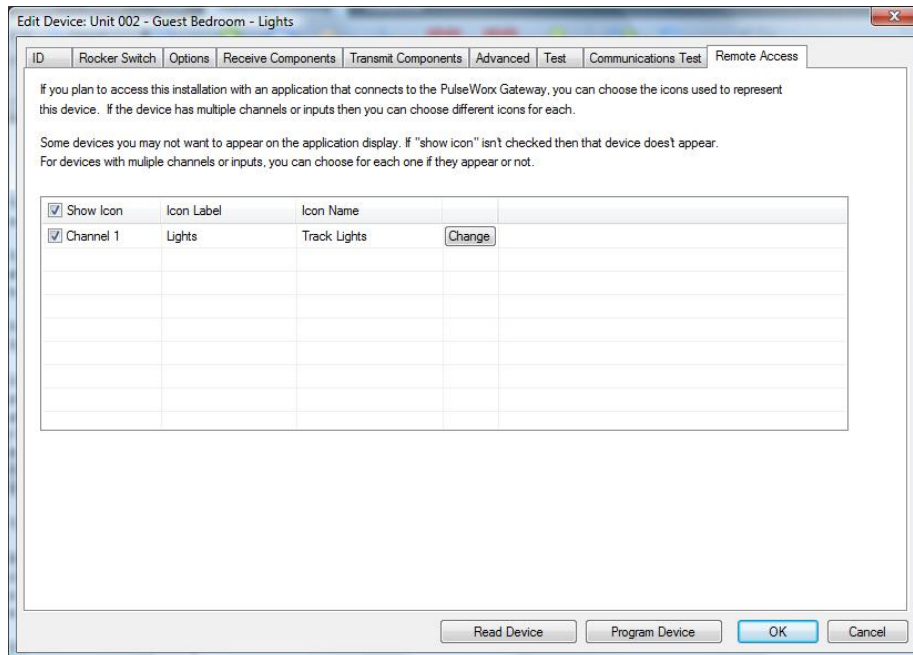 Edit Device: Unit 002 - Guest Bedroom - Lights
ID Rocker Switch Options Receive Components Transmit Components Advanced Test Communications Test Remote Access
If you plan to access this installation with an application that connects to the PulseWorx Gateway, you can choose the icons used to represent
this device. If the device has multiple channels or inputs then you can choose different icons for each.
Some devices you may not want to appear on the application display. If "show icon" isn't checked then that device does't appear.
For devices with muliple channels or inputs, you can choose for each one if they appear or not.
Show Icon Icon Label Icon Name
Channel 1 Lights Track Lights Change
Read Device Program Device OK Cancel